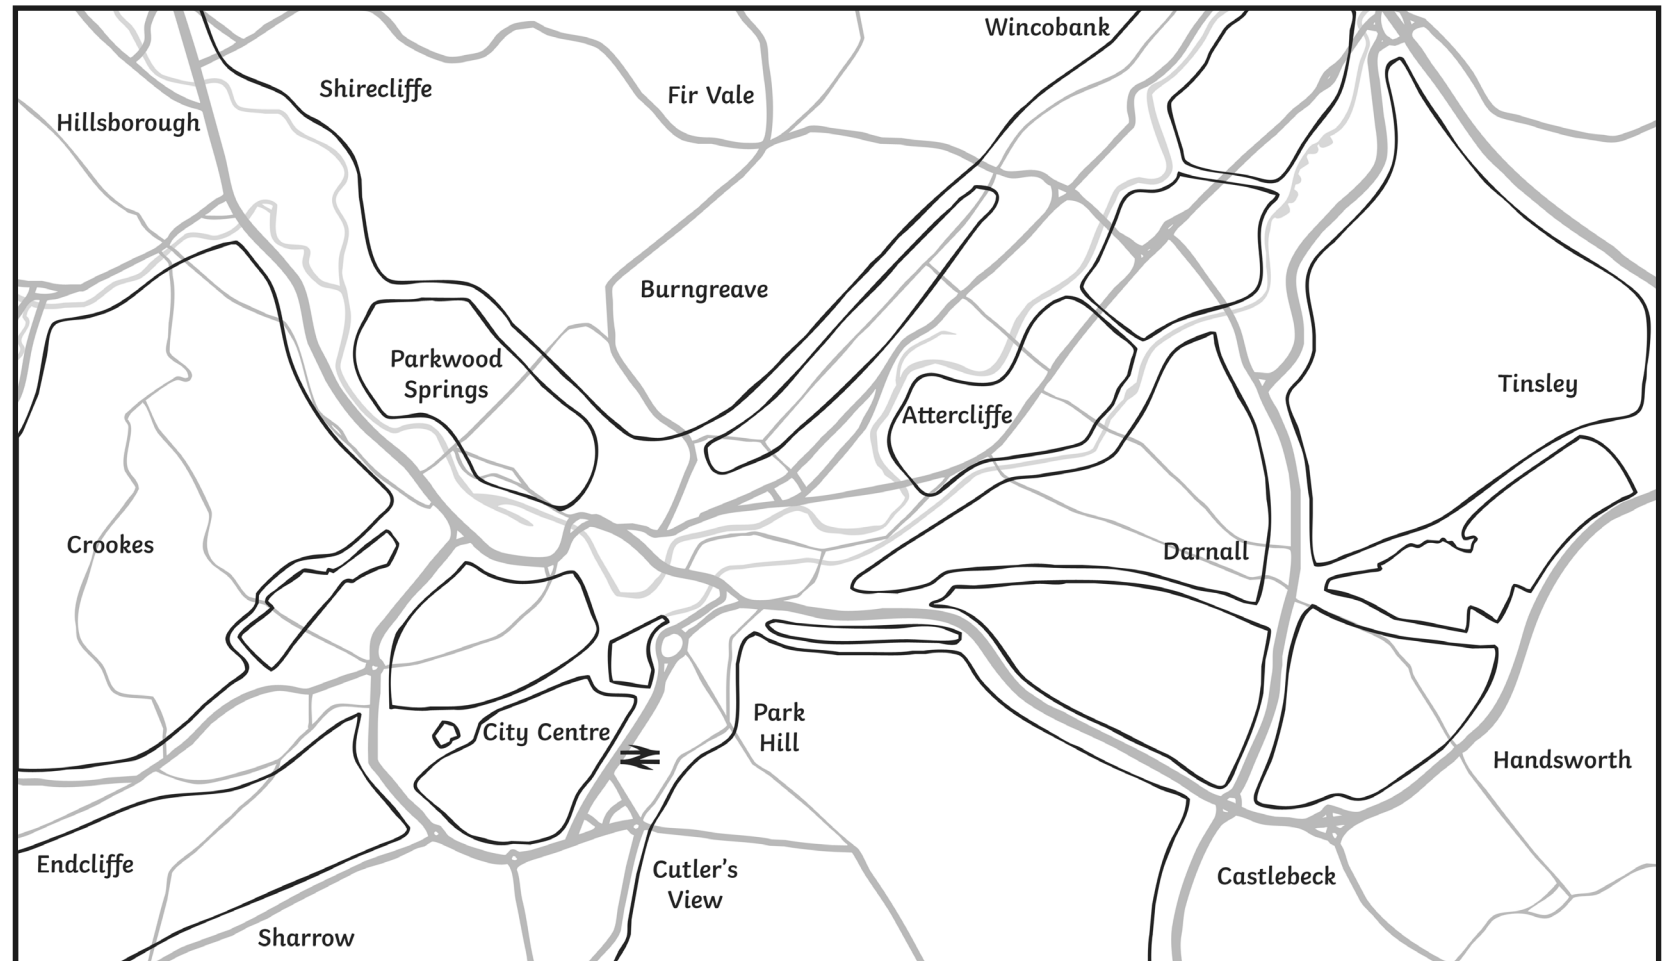 Wincobank
Shirecliffe
Fir Vale
Hillsborough
Burngreave
Parkwood
Springs
Tinsley
Attercliffe
Crookes
Darnall
Park
Hill
City Centre
Handsworth
Endcliffe
Cutler's
View
Castlebeck
Sharrow